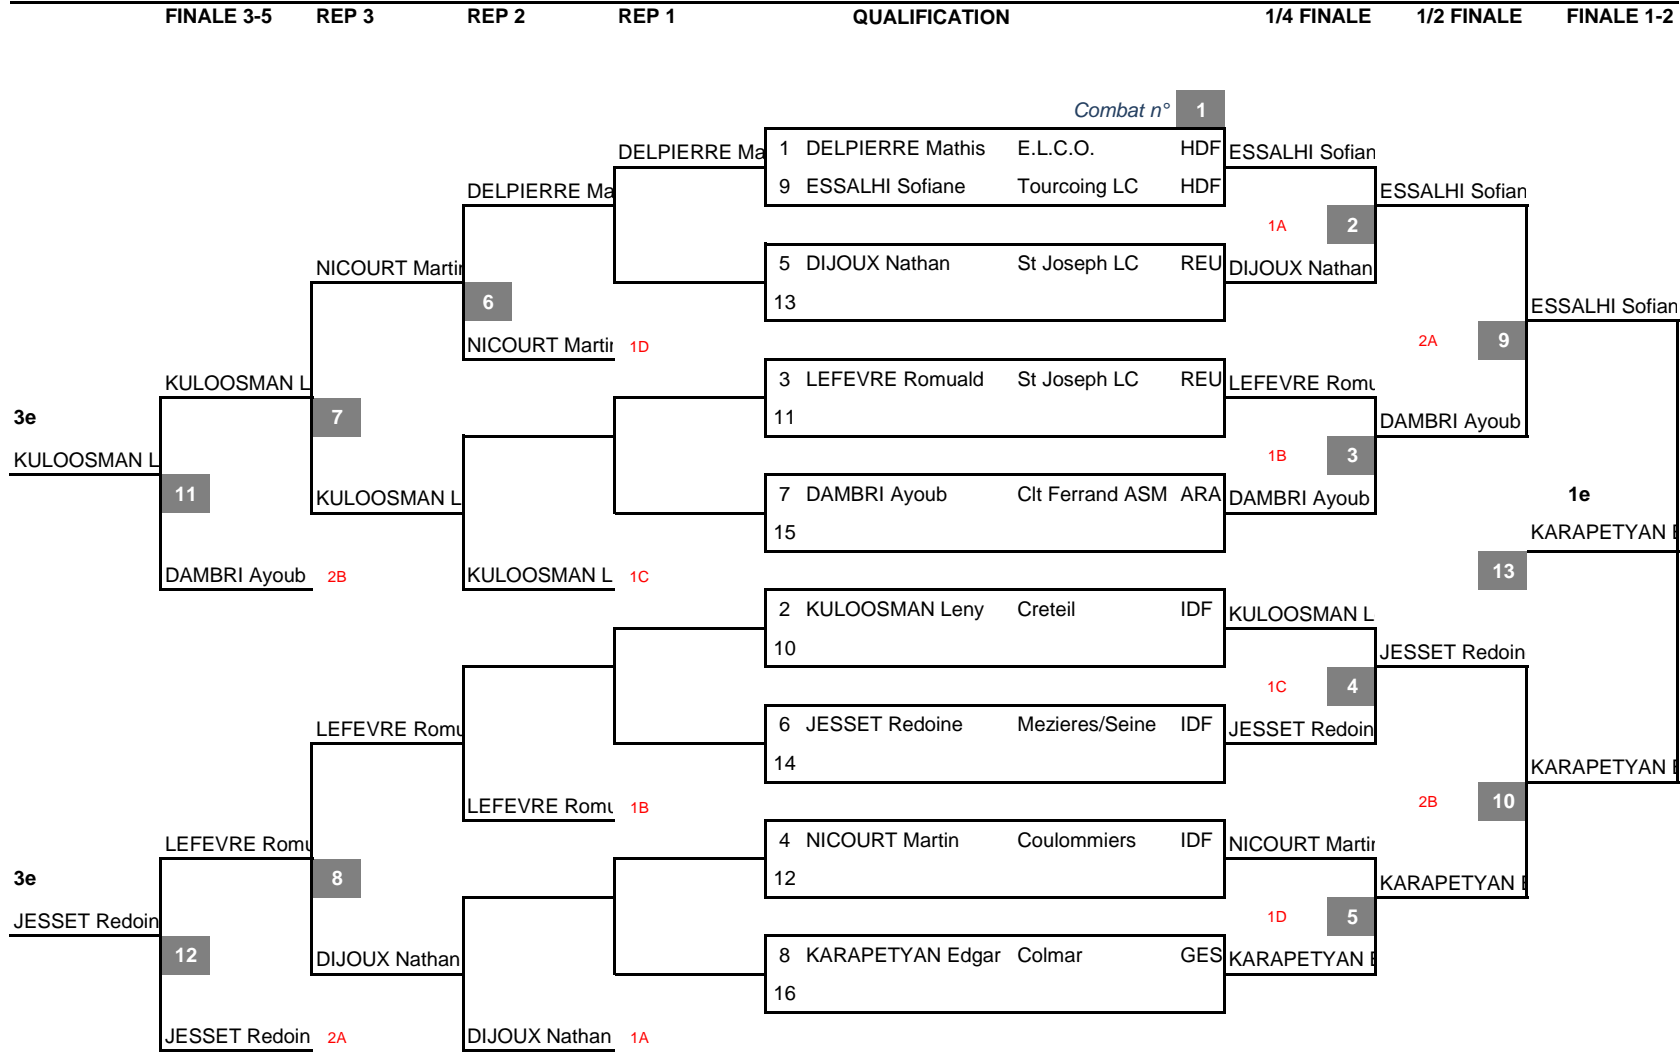 FINALE 3-5 REP 3 REP 2 REP 1 QUALIFICATION 1/4 FINALE 1/2 FINALE FINALE 1-2
Combat n° 1
DELPIERRE Ma 1 DELPIERRE Mathis E.L.C.O. HDF ESSALHI Sofian
DELPIERRE Ma 9 ESSALHI Sofiane Tourcoing LC HDF ESSALHI Sofian
1A 2
NICOURT Martin 5 DIJOUX Nathan St Joseph LC REU DIJOUX Nathan
6 13 ESSALHI Sofian
NICOURT Martin 1D 2A 9
KULOOSMAN L 3 LEFEVRE Romuald St Joseph LC REU LEFEVRE Romu
3e 7 11 DAMBRI Ayoub
KULOOSMAN L 1B 3
11 KULOOSMAN L 7 DAMBRI Ayoub Clt Ferrand ASM ARA DAMBRI Ayoub 1e
15 KARAPETYAN E
DAMBRI Ayoub 2B KULOOSMAN L 1C 13
2 KULOOSMAN Leny Creteil IDF KULOOSMAN L
10 JESSET Redoin
1C 4
LEFEVRE Romu 6 JESSET Redoine Mezieres/Seine IDF JESSET Redoin
14 KARAPETYAN E
LEFEVRE Romu 1B 2B 10
LEFEVRE Romu 4 NICOURT Martin Coulommiers IDF NICOURT Martin
3e 8 12 KARAPETYAN E
JESSET Redoin 1D 5
12 DIJOUX Nathan 8 KARAPETYAN Edgar Colmar GES KARAPETYAN E
16
JESSET Redoin 2A DIJOUX Nathan 1A